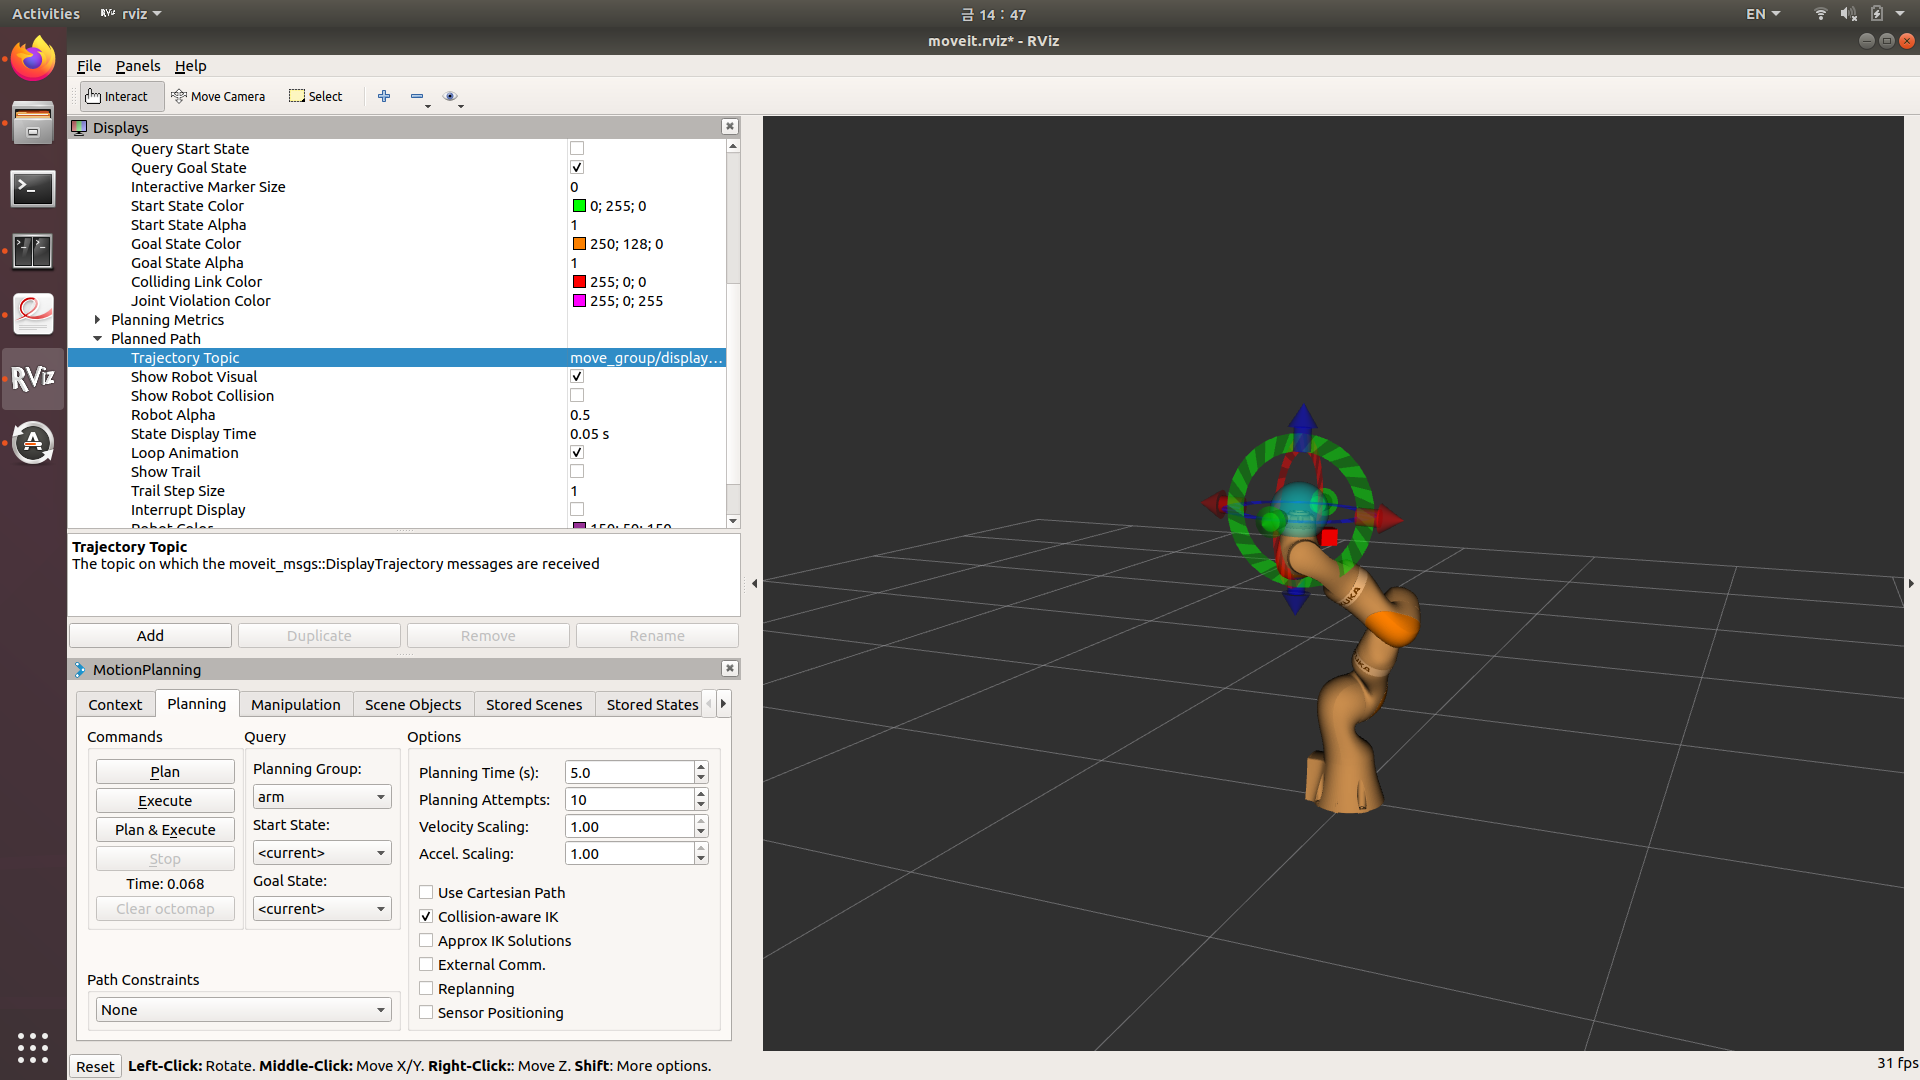 Activities
rviz
금 14 : 47
EN
moveit.rviz* - RViz
File Panels Help
Interact
Move Camera
Select
Displays
Query Start State
Query Goal State
Interactive Marker Size 0
Start State Color 0; 255; 0
Start State Alpha 1
Goal State Color 250; 128; 0
Goal State Alpha 1
Colliding Link Color 255; 0; 0
Joint Violation Color 255; 0; 255
Planning Metrics
Planned Path
Trajectory Topic move_group/display…
Show Robot Visual
Show Robot Collision
Robot Alpha 0.5
State Display Time 0.05 s
Loop Animation
Show Trail
Trail Step Size 1
Interrupt Display
Robot Color 150; 50; 150
Trajectory Topic
The topic on which the moveit_msgs::DisplayTrajectory messages are received
Add
Duplicate
Remove
Rename
MotionPlanning
Context
Planning
Manipulation
Scene Objects
Stored Scenes
Stored States
Commands
Plan
Execute
Plan & Execute
Stop
Time: 0.068
Clear octomap
Query
Planning Group:
arm
Start State:
<current>
Goal State:
<current>
Options
Planning Time (s): 5.0
Planning Attempts: 10
Velocity Scaling: 1.00
Accel. Scaling: 1.00
Use Cartesian Path
Collision-aware IK
Approx IK Solutions
External Comm.
Replanning
Sensor Positioning
Path Constraints
None
Reset
Left-Click: Rotate. Middle-Click: Move X/Y. Right-Click:: Move Z. Shift: More options.
31 fps
RViz
KUKA
KUKA